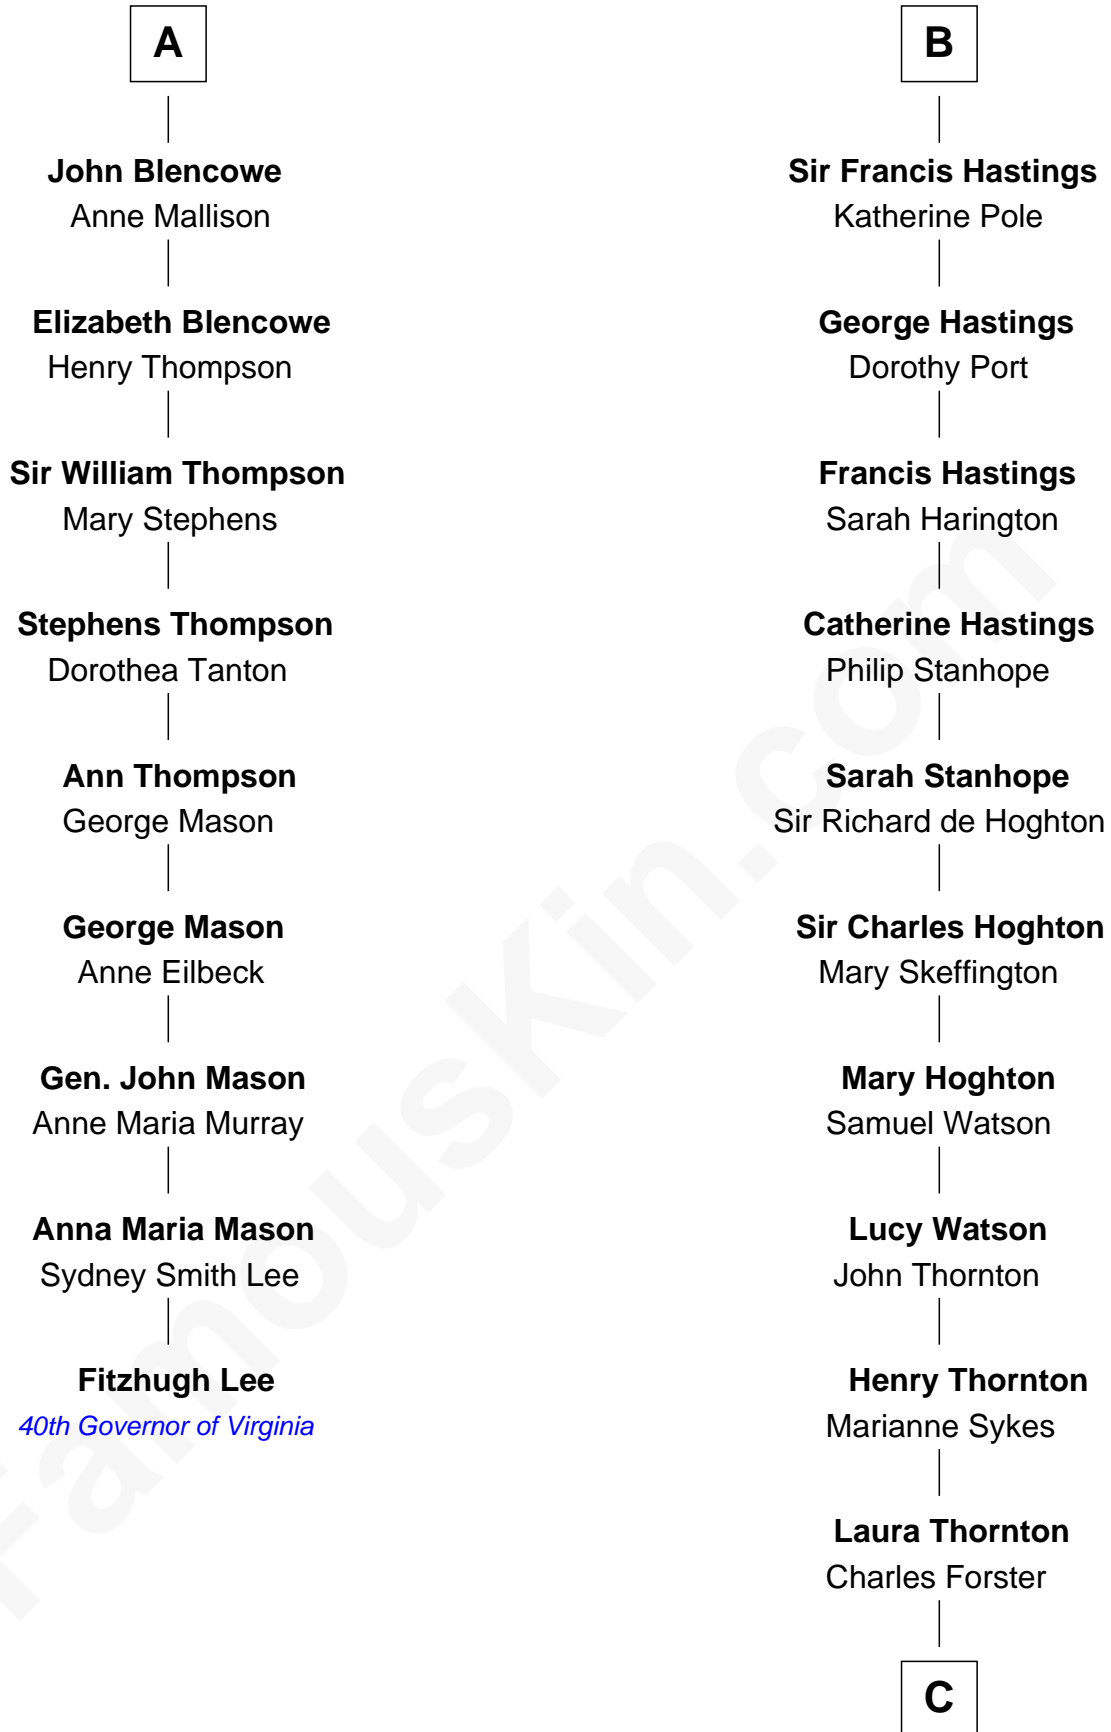 A
John Blencowe
Anne Mallison
Elizabeth Blencowe
Henry Thompson
Sir William Thompson
Mary Stephens
Stephens Thompson
Dorothea Tanton
Ann Thompson
George Mason
George Mason
Anne Eilbeck
Gen. John Mason
Anne Maria Murray
Anna Maria Mason
Sydney Smith Lee
Fitzhugh Lee
40th Governor of Virginia
B
Sir Francis Hastings
Katherine Pole
George Hastings
Dorothy Port
Francis Hastings
Sarah Harington
Catherine Hastings
Philip Stanhope
Sarah Stanhope
Sir Richard de Hoghton
Sir Charles Hoghton
Mary Skeffington
Mary Hoghton
Samuel Watson
Lucy Watson
John Thornton
Henry Thornton
Marianne Sykes
Laura Thornton
Charles Forster
C
FamousKin.com